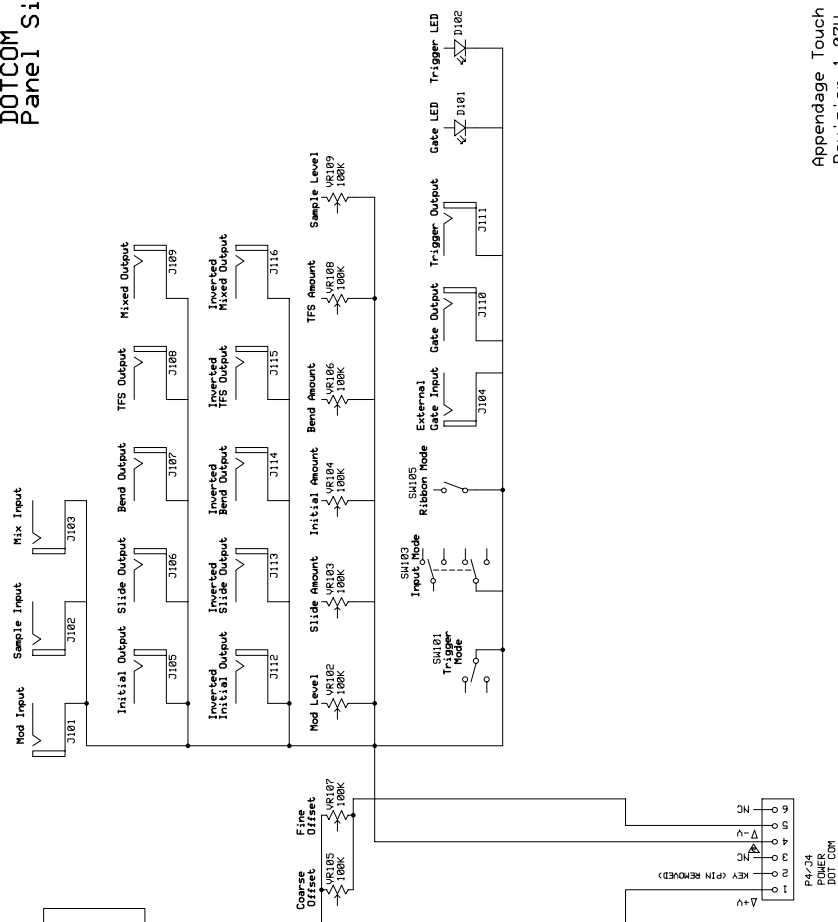 DOTCOM
Panel Si
Mod Input
J101
Sample Input
J102
Mix Input
J103
Initial Output
J105
Slide Output
J106
Bend Output
J107
TFS Output
J108
Mixed Output
J109
Inverted
Initial Output
J112
Inverted
Slide Output
J113
Inverted
Bend Output
J114
Inverted
TFS Output
J115
Inverted
Mixed Output
J116
Coarse
Offset
VR105
100K
Fine
Offset
VR107
100K
Mod Level
VR102
100K
Slide Amount
VR103
100K
Initial Amount
VR104
100K
Bend Amount
VR106
100K
TFS Amount
VR108
100K
Sample Level
VR109
100K
SW101
Trigger
Mode
SW103
Input Mode
SW105
Ribbon Mode
External
Gate Input
J104
Gate Output
J110
Trigger Output
J111
Gate LED
D101
Trigger LED
D102
V+
1
KEY (PIN REMOVED)
2
NC
3
4
V-
5
NC
6
P4/J4
POWER
DOT COM
Appendage Touch